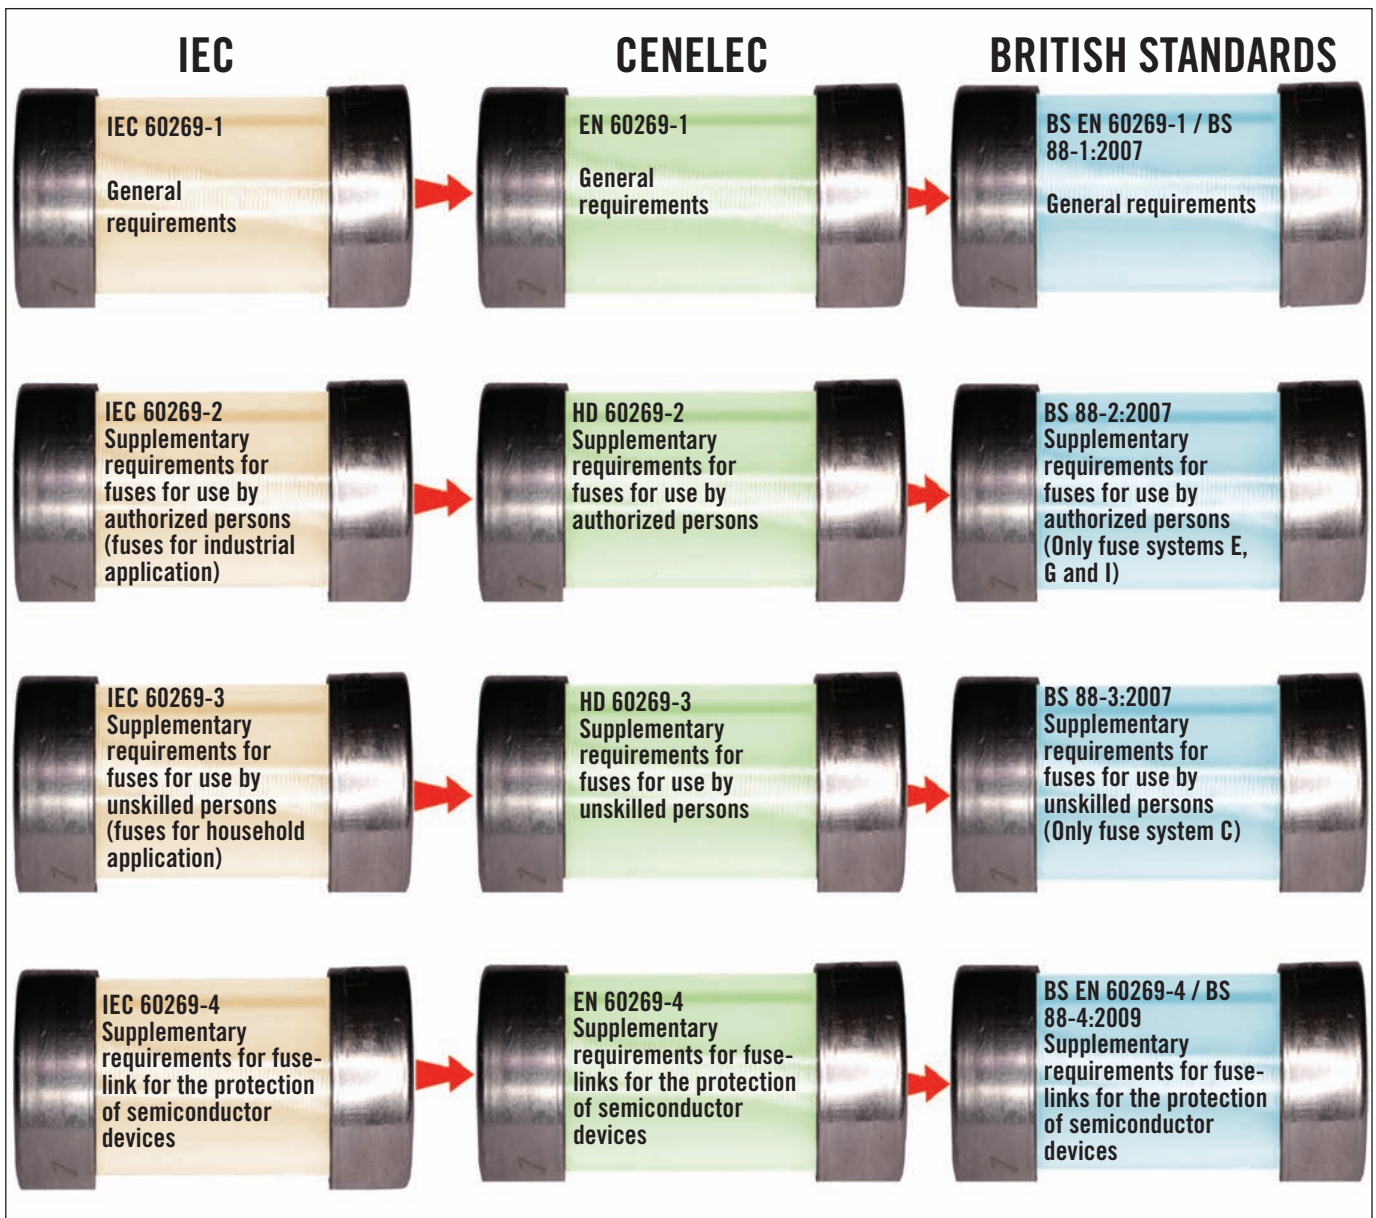 IEC
CENELEC
BRITISH STANDARDS
IEC 60269-1
General
requirements
EN 60269-1
General
requirements
BS EN 60269-1 / BS
88-1:2007
General requirements
IEC 60269-2
Supplementary
requirements for
fuses for use by
authorized persons
(fuses for industrial
application)
HD 60269-2
Supplementary
requirements for
fuses for use by
authorized persons
BS 88-2:2007
Supplementary
requirements for
fuses for use by
authorized persons
(Only fuse systems E,
G and I)
IEC 60269-3
Supplementary
requirements for
fuses for use by
unskilled persons
(fuses for household
application)
HD 60269-3
Supplementary
requirements for
fuses for use by
unskilled persons
BS 88-3:2007
Supplementary
requirements for
fuses for use by
unskilled persons
(Only fuse system C)
IEC 60269-4
Supplementary
requirements for fuse-
link for the protection
of semiconductor
devices
EN 60269-4
Supplementary
requirements for fuse-
links for the protection
of semiconductor
devices
BS EN 60269-4 / BS
88-4:2009
Supplementary
requirements for fuse-
links for the protection
of semiconductor
devices